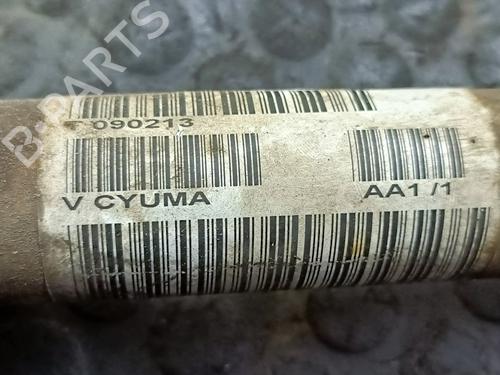 T 090213
V CYUMA
AA1 /1
B-PARTS